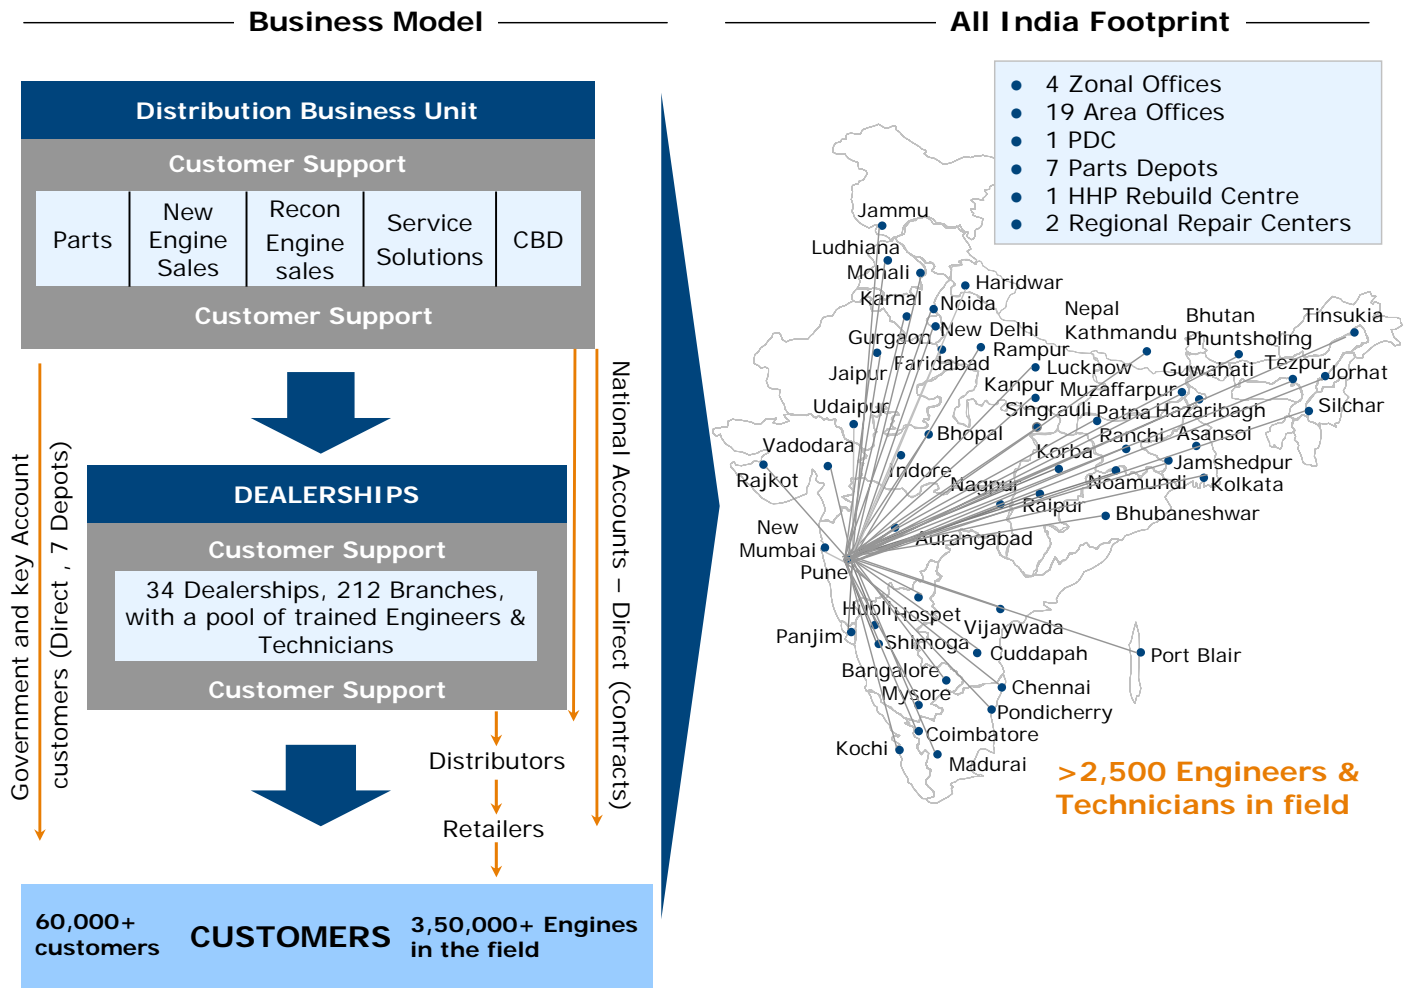 Business Model
All India Footprint
Distribution Business Unit
Customer Support
Parts
New
Engine
Sales
Recon
Engine
sales
Service
Solutions
CBD
Customer Support
Government and key Account
customers (Direct , 7 Depots)
National Accounts – Direct (Contracts)
DEALERSHIPS
Customer Support
34 Dealerships, 212 Branches,
with a pool of trained Engineers &
Technicians
Customer Support
Distributors
Retailers
60,000+
customers
CUSTOMERS
3,50,000+ Engines
in the field
• 4 Zonal Offices
• 19 Area Offices
• 1 PDC
• 7 Parts Depots
• 1 HHP Rebuild Centre
• 2 Regional Repair Centers
Jammu
Ludhiana
Mohali
Haridwar
Karnal
Noida
Nepal
Kathmandu
Bhutan
Phuntsholing
Tinsukia
Gurgaon
New Delhi
Rampur
Faridabad
Lucknow
Guwahati
Tezpur
Jorhat
Jaipur
Kanpur
Muzaffarpur
Udaipur
Singrauli
Patna
Hazaribagh
Silchar
Bhopal
Ranchi
Asansol
Vadodara
Korba
Jamshedpur
Rajkot
Indore
Nagpur
Noamundi
Kolkata
Raipur
Bhubaneshwar
New
Mumbai
Aurangabad
Pune
Hubli
Hospet
Vijaywada
Panjim
Shimoga
Cuddapah
Port Blair
Bangalore
Mysore
Chennai
Pondicherry
Coimbatore
Kochi
Madurai
>2,500 Engineers &
Technicians in field